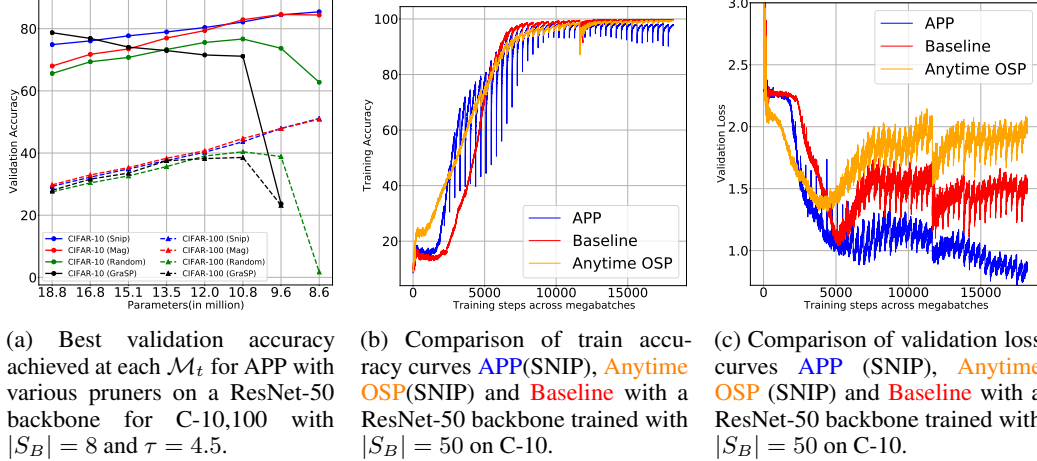 Validation Accuracy
80
60
40
20
0
CIFAR-10 (Snip)
CIFAR-10 (Mag)
CIFAR-10 (Random)
CIFAR-10 (GraSP)
CIFAR-100 (Snip)
CIFAR-100 (Mag)
CIFAR-100 (Random)
CIFAR-100 (GraSP)
18.8 16.8 15.1 13.5 12.0 10.8 9.6 8.6
Parameters(in million)
(a) Best validation accuracy
achieved at each $\mathcal{M}_t$ for APP with
various pruners on a ResNet-50
backbone for C-10,100 with
$|S_B| = 8$ and $\tau = 4.5$.
Training Accuracy
100
80
60
40
20
APP
Baseline
Anytime OSP
0 5000 10000 15000
Training steps across megabatches
(b) Comparison of train accu-
racy curves APP(SNIP), Anytime
OSP(SNIP) and Baseline with a
ResNet-50 backbone trained with
$|S_B| = 50$ on C-10.
Validation Loss
3.0
2.5
2.0
1.5
1.0
APP
Baseline
Anytime OSP
0 5000 10000 15000
Training steps across megabatches
(c) Comparison of validation loss
curves APP (SNIP), Anytime
OSP (SNIP) and Baseline with a
ResNet-50 backbone trained with
$|S_B| = 50$ on C-10.